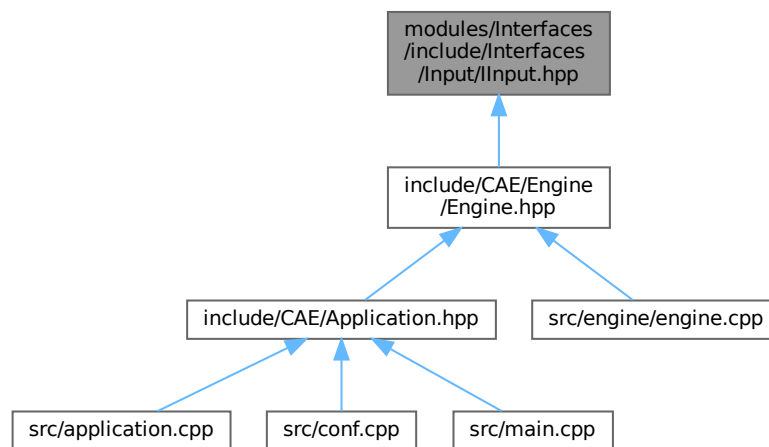 modules/Interfaces
/include/Interfaces
/Input/IInput.hpp
include/CAE/Engine
/Engine.hpp
include/CAE/Application.hpp
src/engine/engine.cpp
src/application.cpp
src/conf.cpp
src/main.cpp